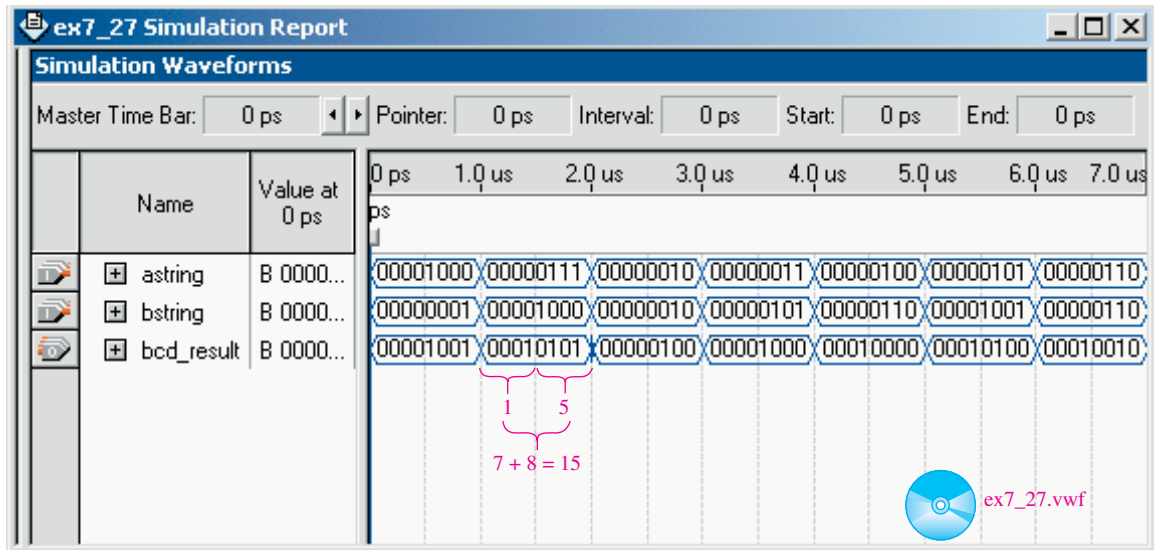 ex7_27 Simulation Report
Simulation Waveforms
Master Time Bar: 0 ps Pointer: 0 ps Interval: 0 ps Start: 0 ps End: 0 ps
Name Value at 0 ps 0 ps 1.0 us 2.0 us 3.0 us 4.0 us 5.0 us 6.0 us 7.0 us
ps
astring B 0000... 00001000 00000111 00000010 00000011 00000100 00000101 00000110
bstring B 0000... 00000001 00001000 00000010 00000101 00000110 00001001 00000110
bcd_result B 0000... 00001001 00010101 00000100 00001000 00010000 00010100 00010010
1 5
7 + 8 = 15
ex7_27.vwf